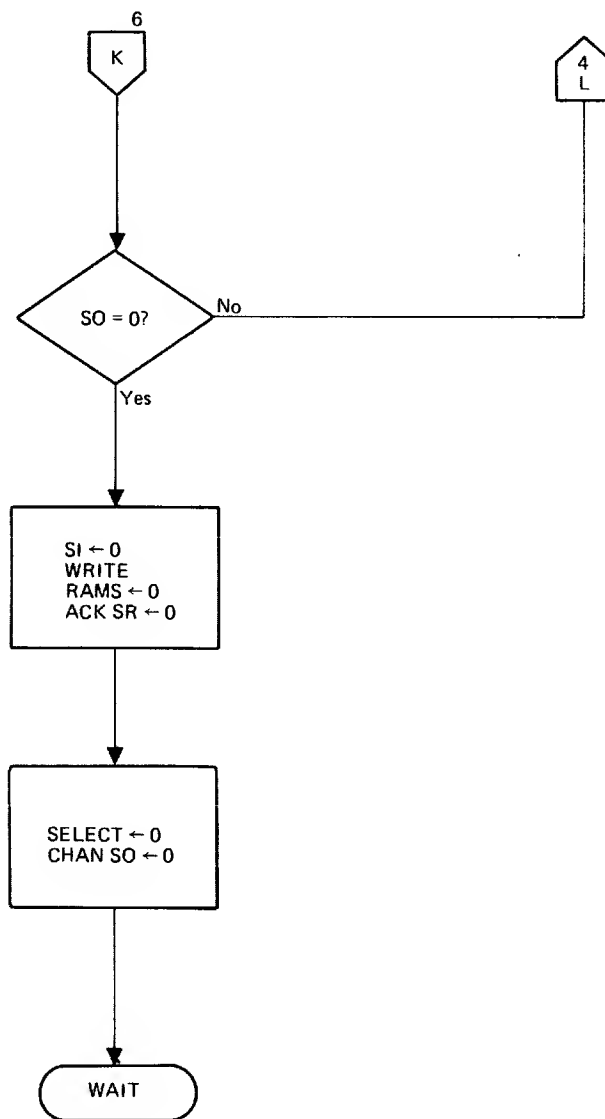 6
K
4
L
SO = 0?
No
Yes
SI ← 0
WRITE
RAMS ← 0
ACK SR ← 0
SELECT ← 0
CHAN SO ← 0
WAIT